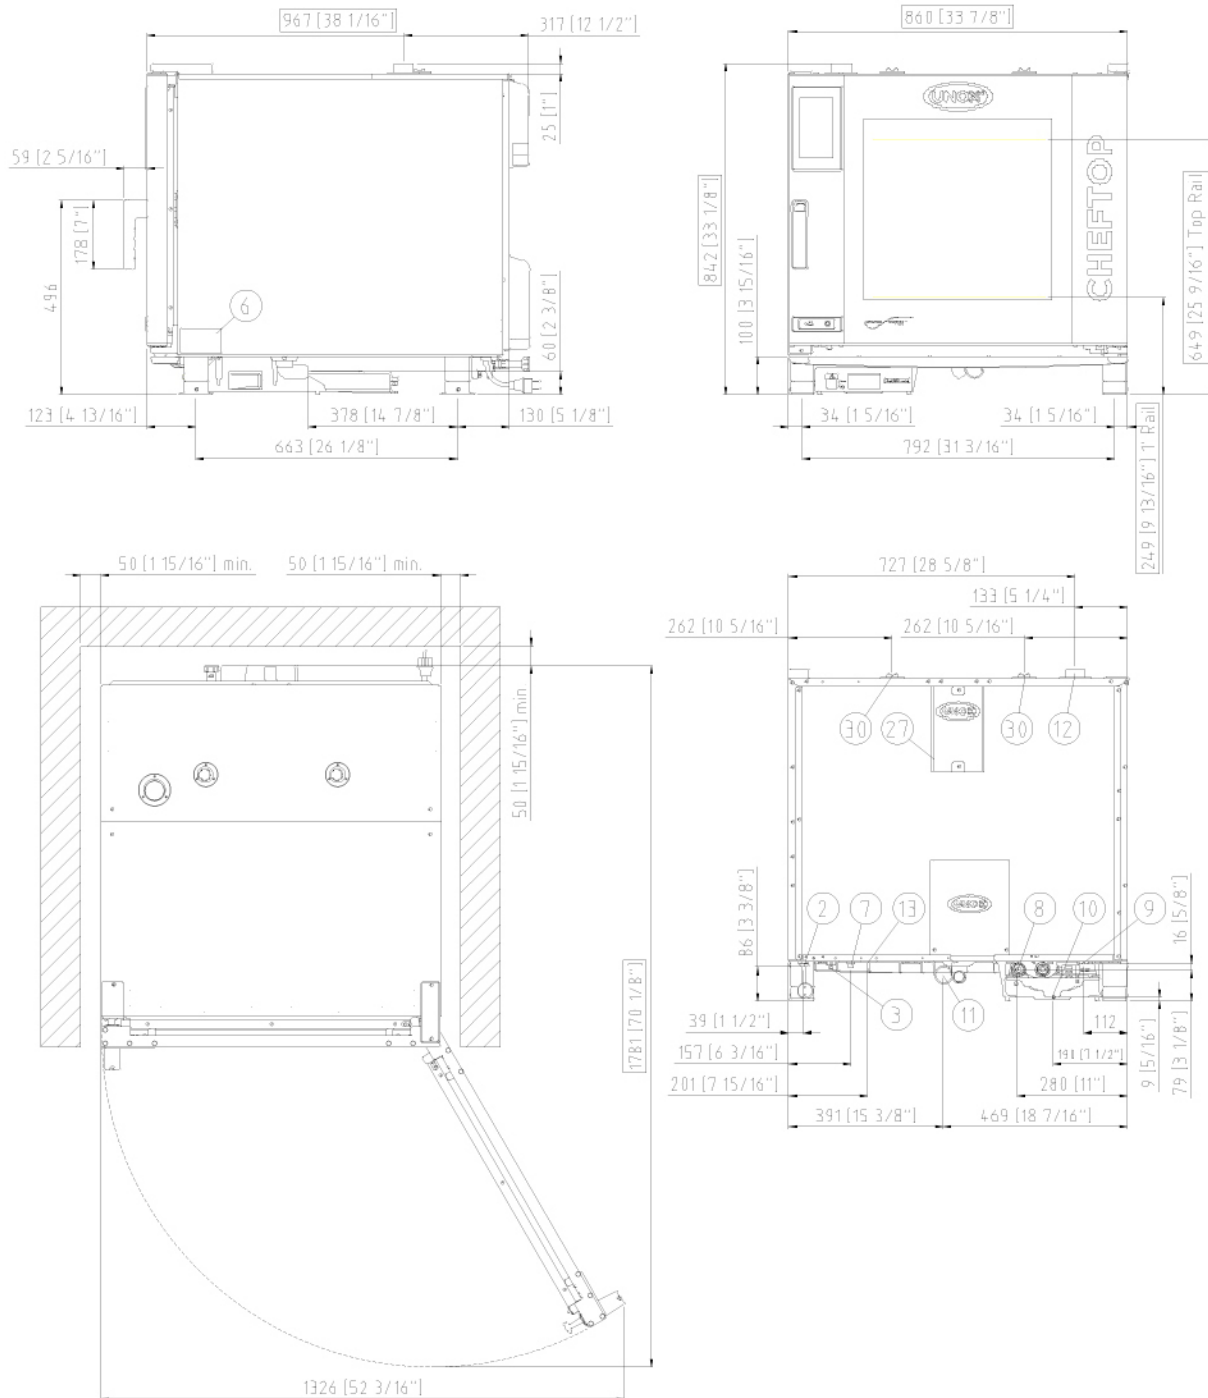 967 [38 1/16"]
317 [12 1/2"]
25 [1"]
59 [2 5/16"]
178 [7"]
496
6
60 [2 3/8"]
123 [4 13/16"]
378 [14 7/8"]
130 [5 1/8"]
663 [26 1/8"]
860 [33 7/8"]
UNOX
CHEFTOP
842 [33 1/8"]
100 [3 15/16"]
649 [25 9/16"] Top Rail
34 [1 5/16"]
34 [1 5/16"]
792 [31 3/16"]
249 [9 13/16"] 1' Rail
50 [1 15/16"] min.
50 [1 15/16"] min.
50 [1 15/16"] min
1781 [70 1/8"]
1326 [52 3/16"]
727 [28 5/8"]
133 [5 1/4"]
262 [10 5/16"]
262 [10 5/16"]
30
27
30
12
UNOX
86 [3 3/8"]
2
7
13
UNOX
8
10
9
16 [5/8"]
3
11
39 [1 1/2"]
112
157 [6 3/16"]
190 [7 1/2"]
201 [7 15/16"]
280 [11"]
9 [5/16"]
79 [3 1/8"]
391 [15 3/8"]
469 [18 7/16"]